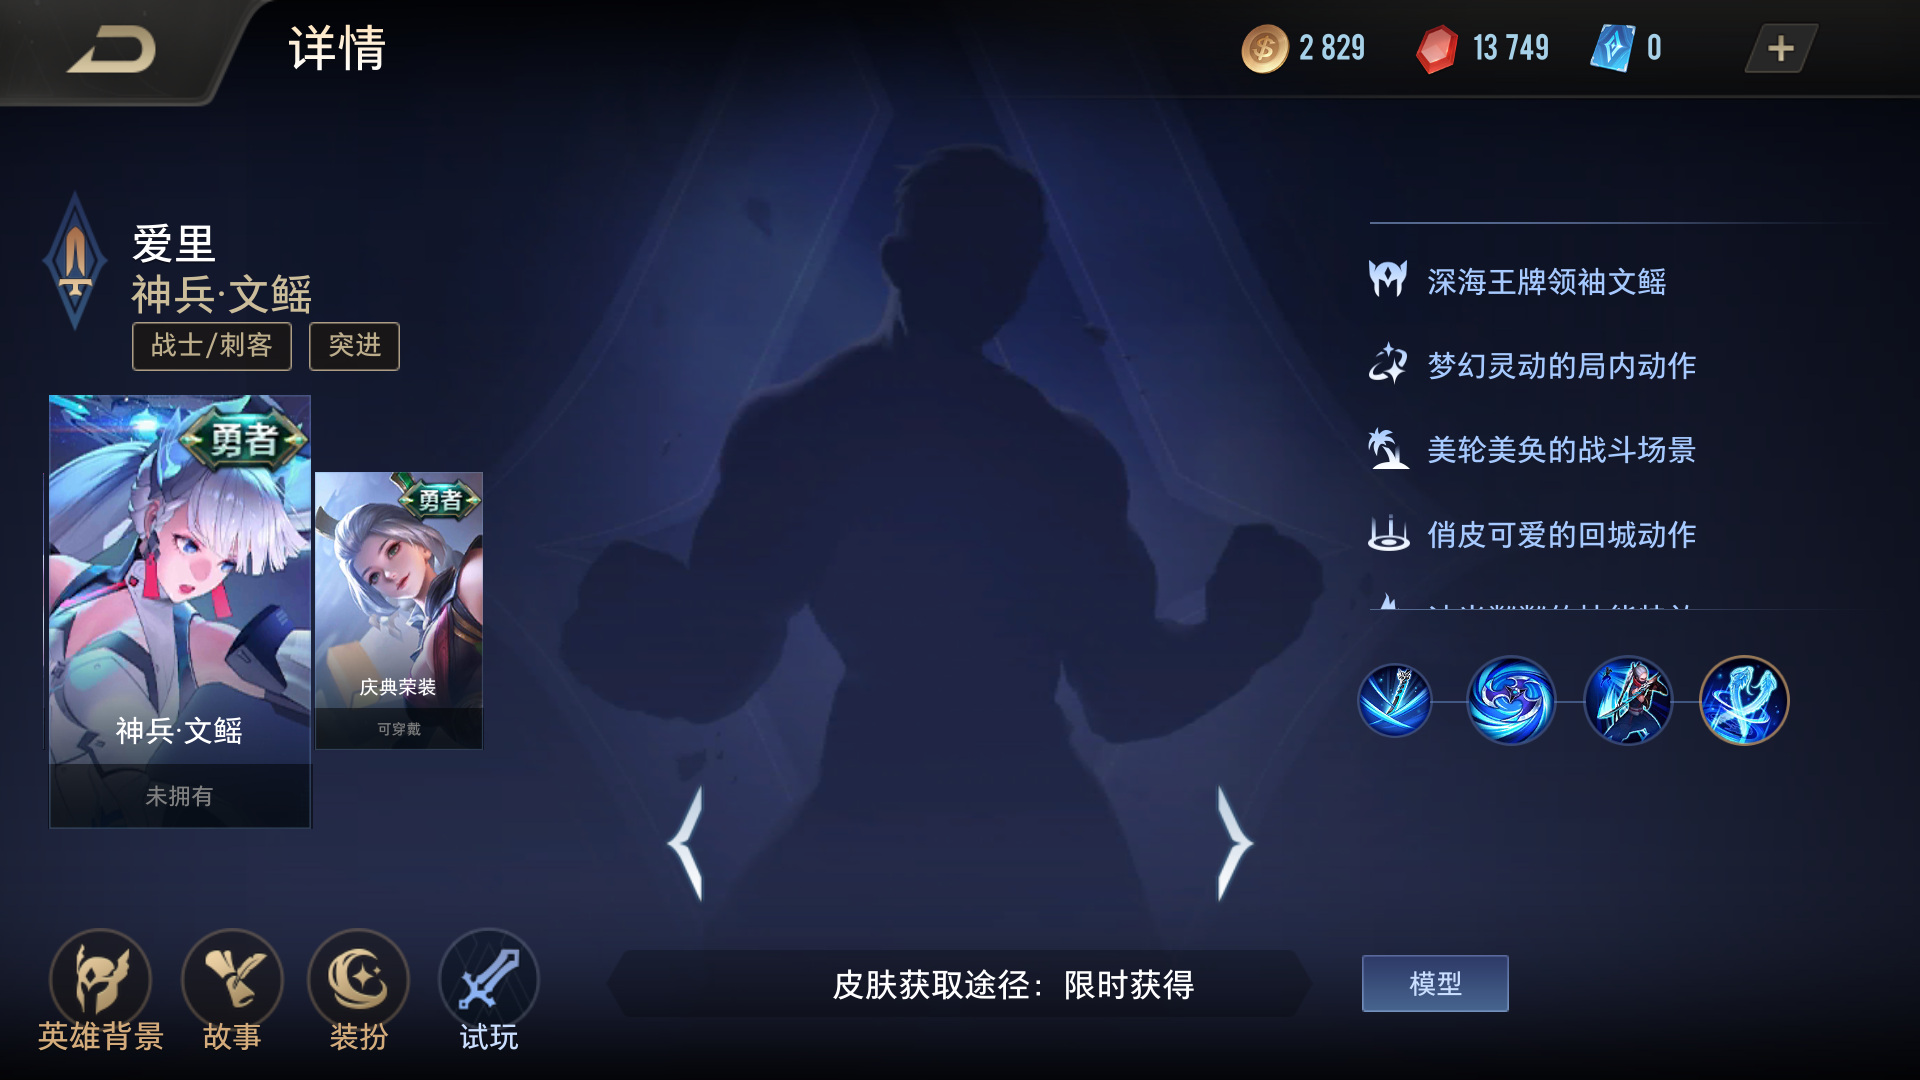 详情
2 829
13 749
0
爱里
神兵·文鳐
战士/刺客
突进
勇者
神兵·文鳐
未拥有
勇者
庆典荣装
可穿戴
深海王牌领袖文鳐
梦幻灵动的局内动作
美轮美奂的战斗场景
俏皮可爱的回城动作
英雄背景
故事
装扮
试玩
皮肤获取途径：限时获得
模型